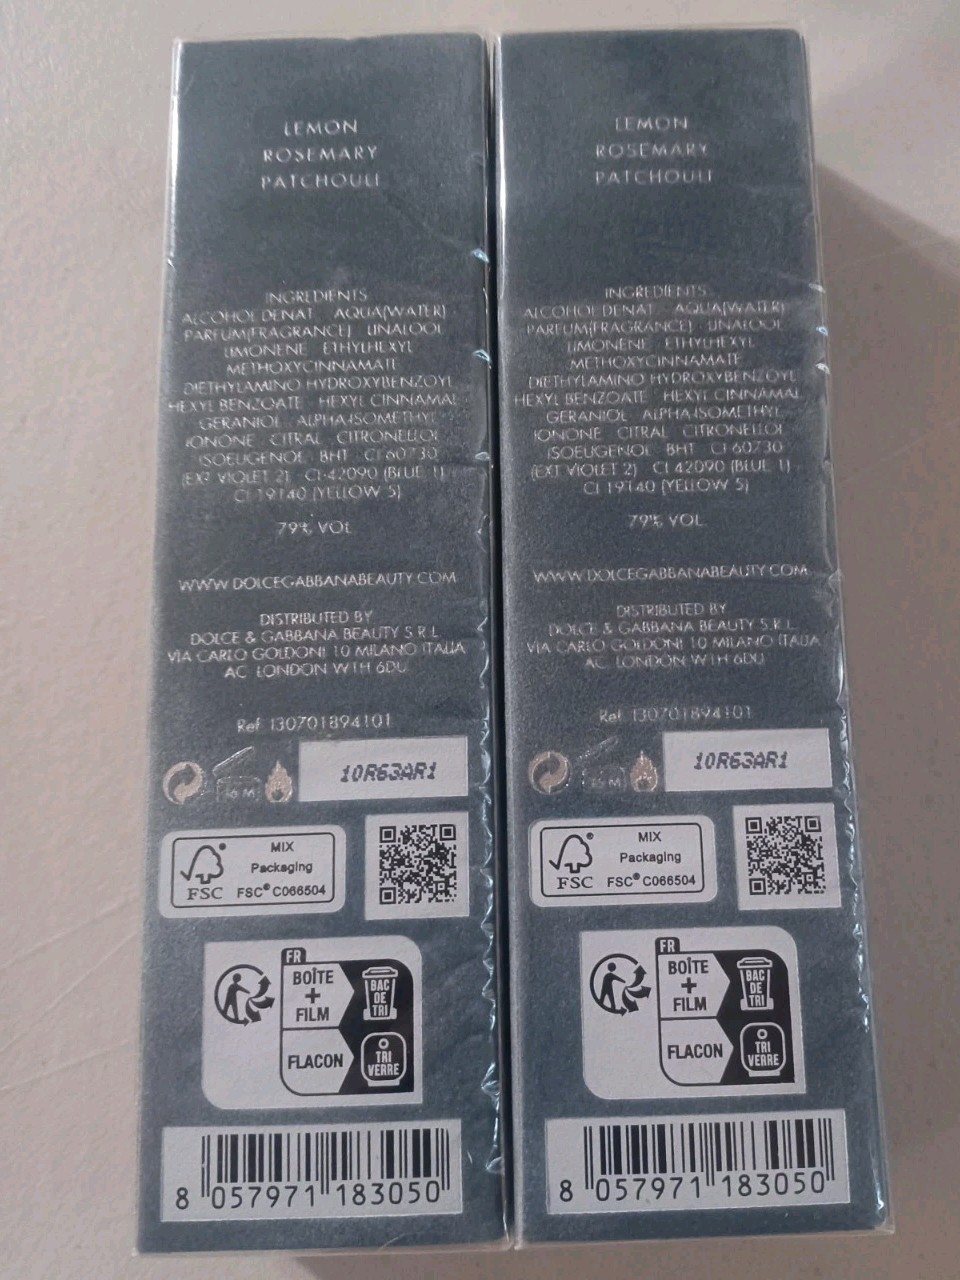 LEMON
ROSEMARY
PATCHOULI
INGREDIENTS
ALCOHOL DENAT AQUA(WATER)
PARFUM(FRAGRANCE) LINALOOL
LIMONENE ETHYLHEXYL
METHOXYCINNAMATE
DIETHYLAMINO HYDROXYBENZOYL
HEXYL BENZOATE HEXYL CINNAMAL
GERANIOL ALPHA-ISOMETHYL
IONONE CITRAL CITRONELLOL
ISOEUGENOL BHT CI 60730
(EXT VIOLET 2) CI 42090 (BLUE 1)
CI 19140 (YELLOW 5)
79% VOL
WWW DOLCEGABBANABEAUTY.COM
DISTRIBUTED BY
DOLCE & GABBANA BEAUTY S R L
VIA CARLO GOLDONI 10 MILANO ITALIA
AC LONDON W1H 6DU
Ref 130701894101
36 M
10R63AR1
MIX
Packaging
FSC
FSC® C066504
FR
BOÎTE
+
FILM
BAC
DE
TRI
FLACON
TRI
VERRE
8 057971 183050
LEMON
ROSEMARY
PATCHOULI
INGREDIENTS
ALCOHOL DENAT AQUA(WATER)
PARFUM(FRAGRANCE) LINALOOL
LIMONENE ETHYLHEXYL
METHOXYCINNAMATE
DIETHYLAMINO HYDROXYBENZOYL
HEXYL BENZOATE HEXYL CINNAMAL
GERANIOL ALPHA-ISOMETHYL
IONONE CITRAL CITRONELLOL
ISOEUGENOL BHT CI 60730
(EXT VIOLET 2) CI 42090 (BLUE 1)
CI 19140 (YELLOW 5)
79% VOL
WWW DOLCEGABBANABEAUTY.COM
DISTRIBUTED BY
DOLCE & GABBANA BEAUTY S.R.L
VIA CARLO GOLDONI 10 MILANO ITALIA
AC LONDON W1H 6DU
Ref 130701894101
36 M
10R63AR1
MIX
Packaging
FSC
FSC® C066504
FR
BOÎTE
+
FILM
BAC
DE
TRI
FLACON
TRI
VERRE
8 057971 183050